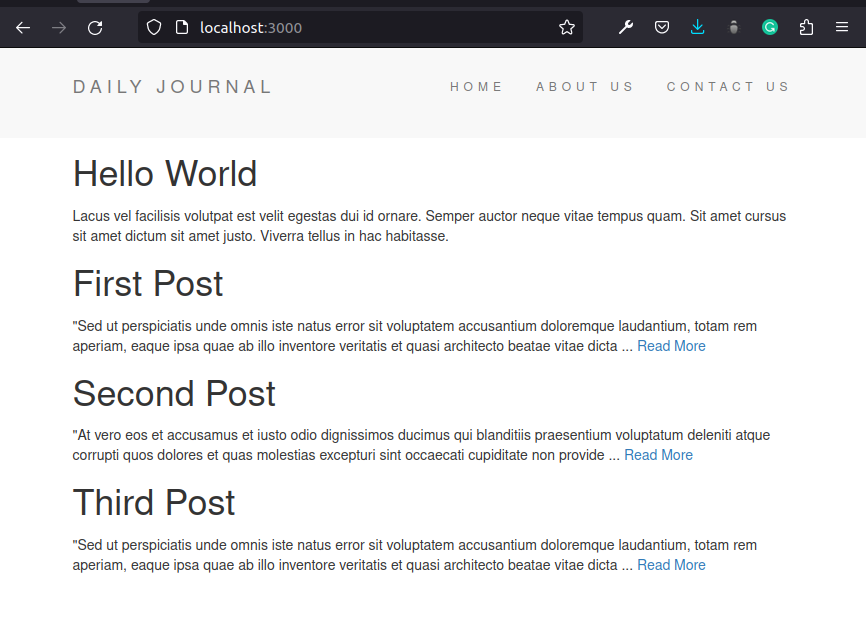 localhost:3000
DAILY JOURNAL HOME ABOUT US CONTACT US
Hello World
Lacus vel facilisis volutpat est velit egestas dui id ornare. Semper auctor neque vitae tempus quam. Sit amet cursus
sit amet dictum sit amet justo. Viverra tellus in hac habitasse.
First Post
"Sed ut perspiciatis unde omnis iste natus error sit voluptatem accusantium doloremque laudantium, totam rem
aperiam, eaque ipsa quae ab illo inventore veritatis et quasi architecto beatae vitae dicta ... Read More
Second Post
"At vero eos et accusamus et iusto odio dignissimos ducimus qui blanditiis praesentium voluptatum deleniti atque
corrupti quos dolores et quas molestias excepturi sint occaecati cupiditate non provide ... Read More
Third Post
"Sed ut perspiciatis unde omnis iste natus error sit voluptatem accusantium doloremque laudantium, totam rem
aperiam, eaque ipsa quae ab illo inventore veritatis et quasi architecto beatae vitae dicta ... Read More